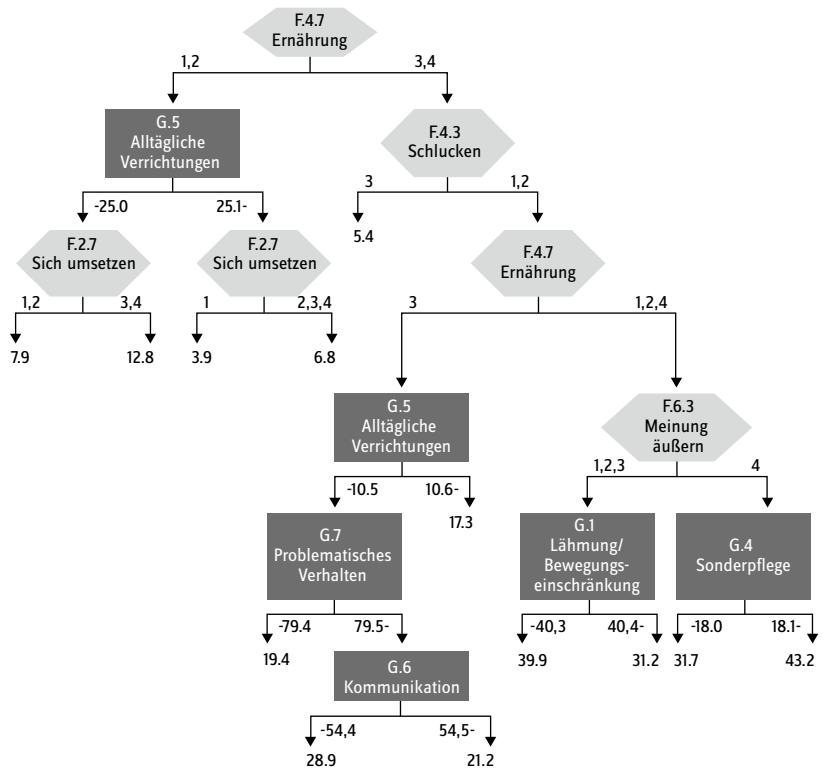 F.4.7
Ernährung
1,2
3,4
G.5
Alltägliche
Verrichtungen
F.4.3
Schlucken
-25.0
25.1-
3
1,2
5.4
F.2.7
Sich umsetzen
F.2.7
Sich umsetzen
F.4.7
Ernährung
1,2
3,4
1
2,3,4
3
1,2,4
7.9
12.8
3.9
6.8
G.5
Alltägliche
Verrichtungen
F.6.3
Meinung
äußern
-10.5
10.6-
1,2,3
4
17.3
G.7
Problematisches
Verhalten
G.1
Lähmung/
Bewegungs-
einschränkung
G.4
Sonderpflege
-79.4
79.5-
-40,3
40,4-
-18.0
18.1-
19.4
39.9
31.2
31.7
43.2
G.6
Kommunikation
-54,4
54,5-
28.9
21.2